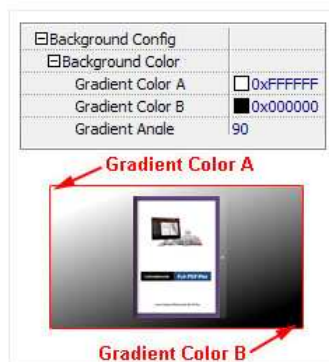 Background Config
Background Color
Gradient Color A 0xFFFFFF
Gradient Color B 0x000000
Gradient Angle 90
Gradient Color A
Gradient Color B